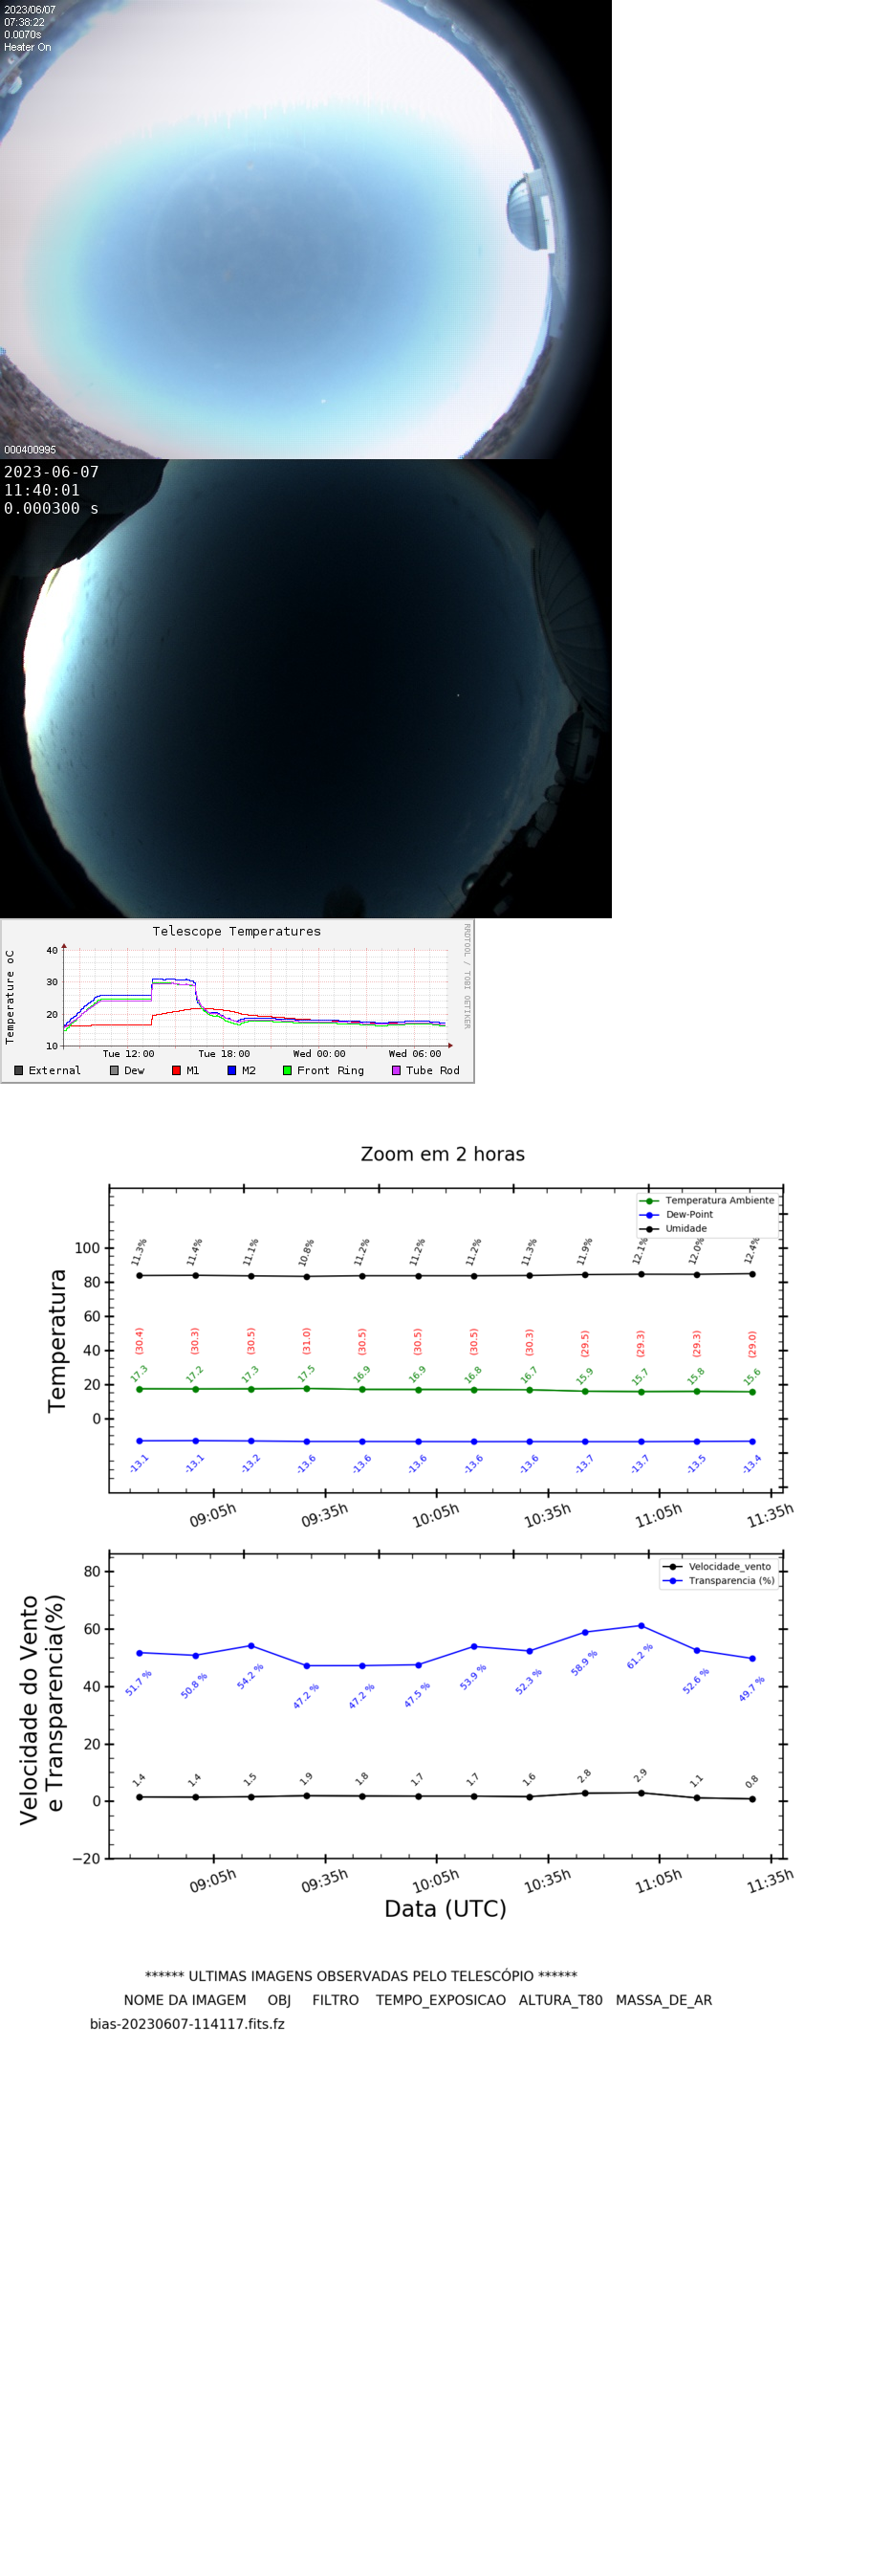 2023/06/07
07:38:22
0.0070s
Heater On
000400995
2023-06-07
11:40:01
0.000300 s
Telescope Temperatures
RRDTOOL / TOBI OETIKER
Temperature oC
40
30
20
10
Tue 12:00 Tue 18:00 Wed 00:00 Wed 06:00
External Dew M1 M2 Front Ring Tube Rod
Zoom em 2 horas
Temperatura Ambiente
Dew-Point
Umidade
Temperatura
100
80
60
40
20
0
11.3% 11.4% 11.1% 10.8% 11.2% 11.2% 11.2% 11.3% 11.9% 12.1% 12.0% 12.4%
(30.4) (30.3) (30.5) (31.0) (30.5) (30.5) (30.5) (30.3) (29.5) (29.3) (29.3) (29.0)
17.3 17.2 17.3 17.5 16.9 16.9 16.8 16.7 15.9 15.7 15.8 15.6
-13.1 -13.1 -13.2 -13.6 -13.6 -13.6 -13.6 -13.6 -13.7 -13.7 -13.5 -13.4
09:05h 09:35h 10:05h 10:35h 11:05h 11:35h
Velocidade_vento
Transparencia (%)
Velocidade do Vento
e Transparencia(%)
80
60
40
20
0
−20
51.7 % 50.8 % 54.2 % 47.2 % 47.2 % 47.5 % 53.9 % 52.3 % 58.9 % 61.2 % 52.6 % 49.7 %
1.4 1.4 1.5 1.9 1.8 1.7 1.7 1.6 2.8 2.9 1.1 0.8
09:05h 09:35h 10:05h 10:35h 11:05h 11:35h
Data (UTC)
****** ULTIMAS IMAGENS OBSERVADAS PELO TELESCÓPIO ******
NOME DA IMAGEM OBJ FILTRO TEMPO_EXPOSICAO ALTURA_T80 MASSA_DE_AR
bias-20230607-114117.fits.fz